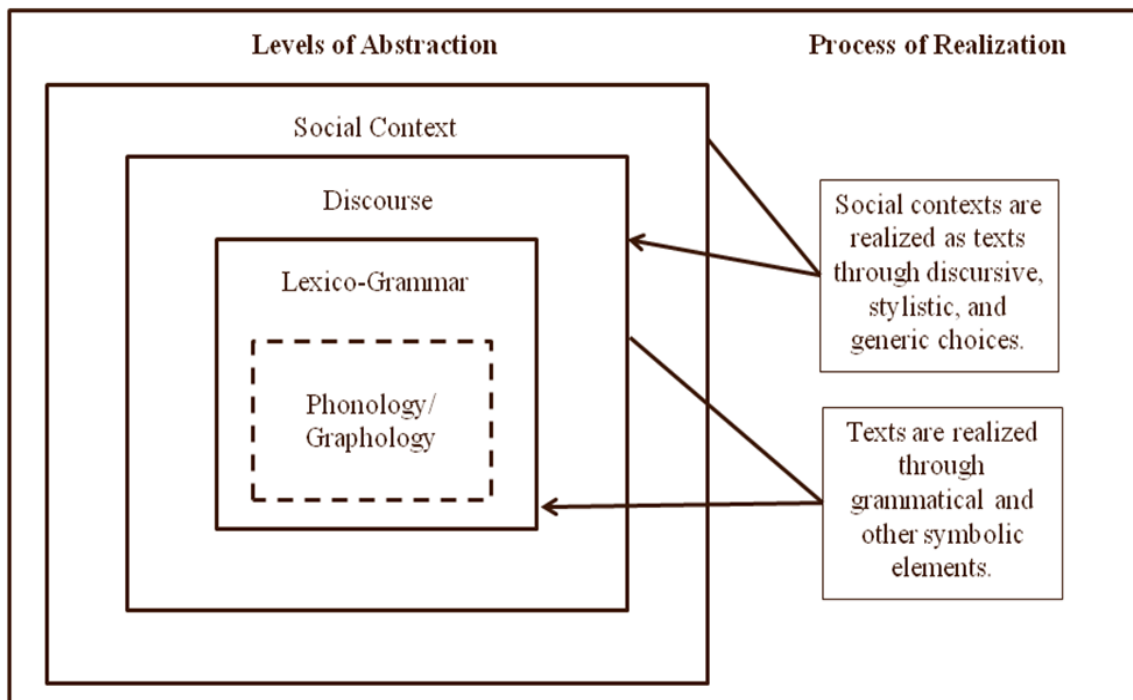 Levels of Abstraction
Process of Realization
Social Context
Discourse
Lexico-Grammar
Phonology/
Graphology
Social contexts are
realized as texts
through discursive,
stylistic, and
generic choices.
Texts are realized
through
grammatical and
other symbolic
elements.